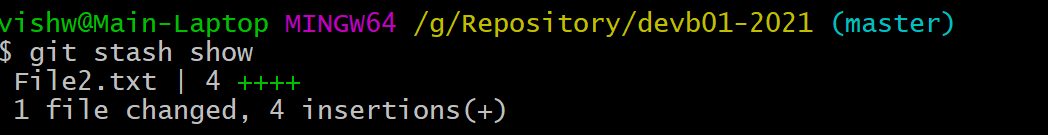 vishw@Main-Laptop MINGW64 /g/Repository/devb01-2021 (master)
$ git stash show
File2.txt | 4 ++++
1 file changed, 4 insertions(+)